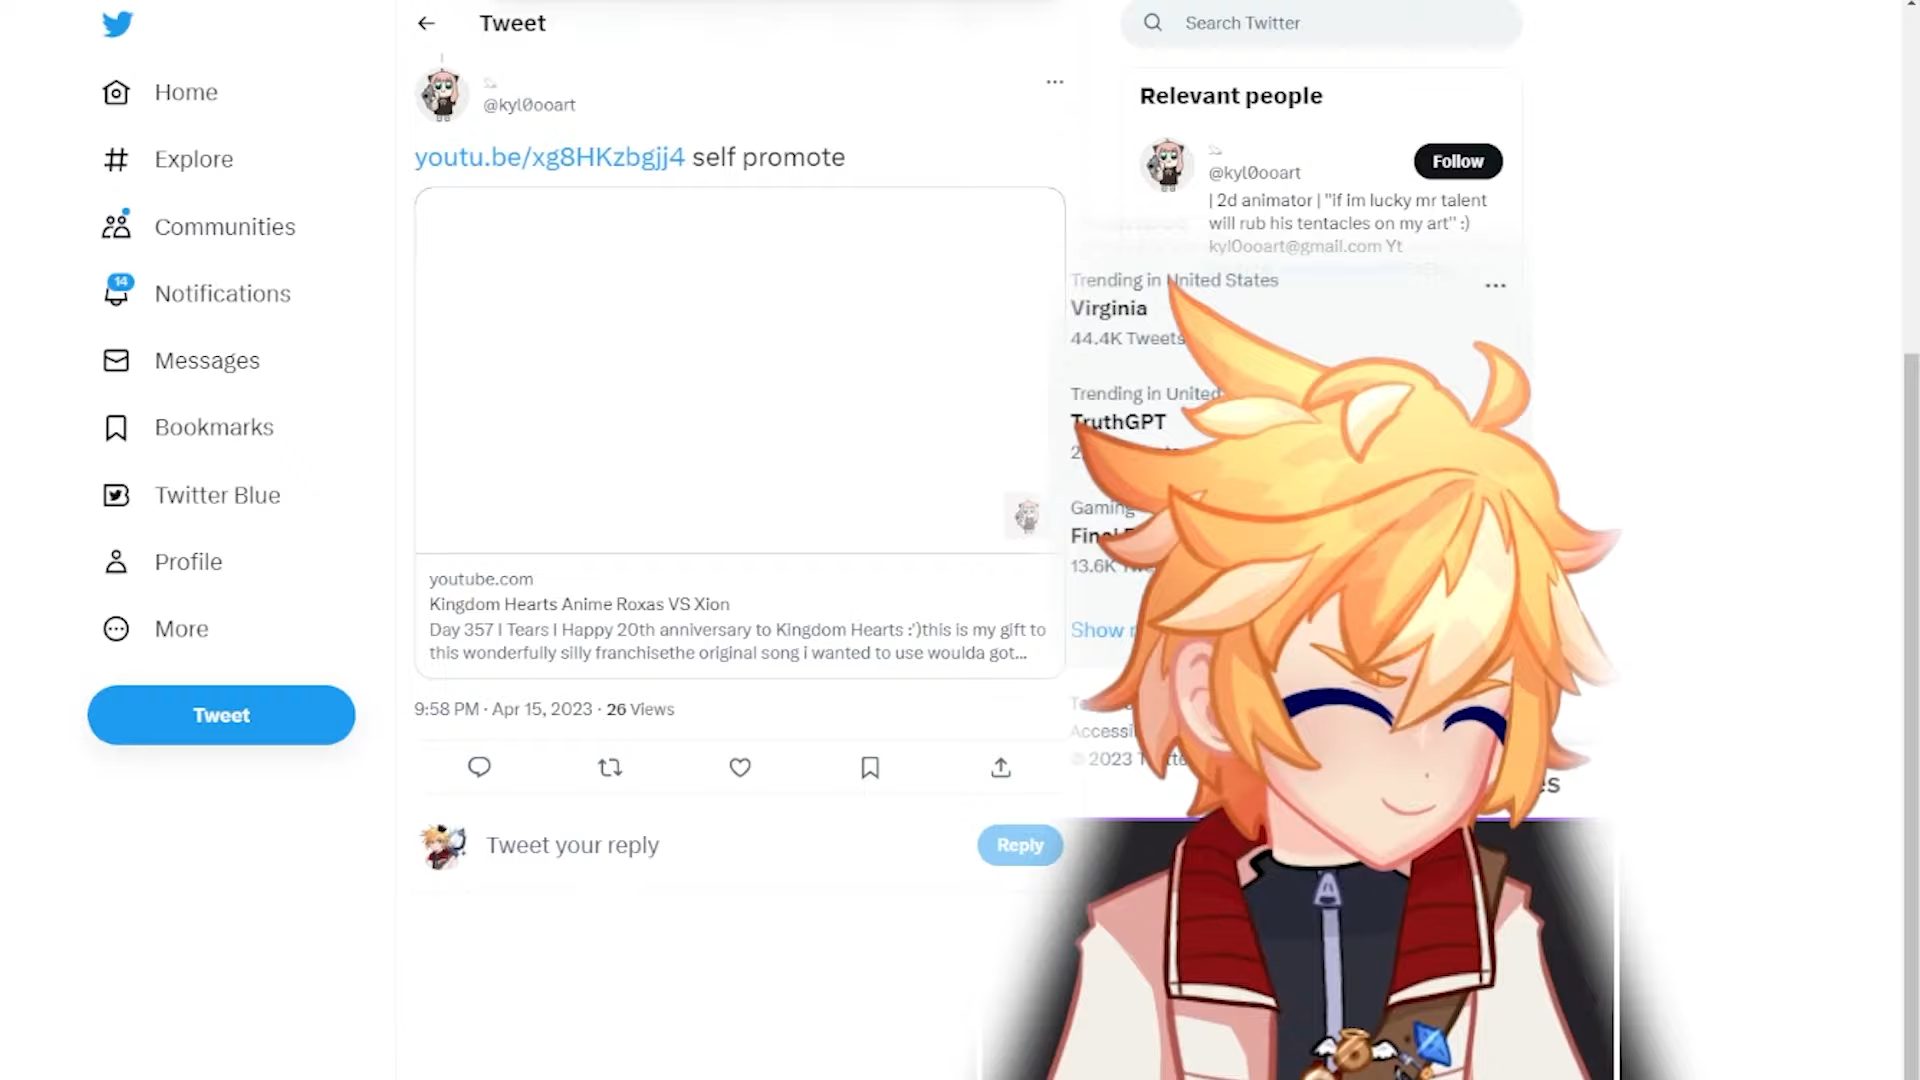 Home
Explore
Communities
14
Notifications
Messages
Bookmarks
Twitter Blue
Profile
More
Tweet
Tweet
@kyl0ooart
youtu.be/xg8HKzbgjj4 self promote
youtube.com
Kingdom Hearts Anime Roxas VS Xion
Day 357 I Tears I Happy 20th anniversary to Kingdom Hearts :')this is my gift to
this wonderfully silly franchisethe original song i wanted to use woulda got...
9:58 PM · Apr 15, 2023 · 26 Views
Tweet your reply
Reply
Search Twitter
Relevant people
@kyl0ooart
Follow
| 2d animator | "if im lucky mr talent
will rub his tentacles on my art" :)
kyl0ooart@gmail.com Yt
Trending in United States
Virginia
44.4K Tweets
Trending in United
TruthGPT
Gaming
13.6K
Show
© 2023